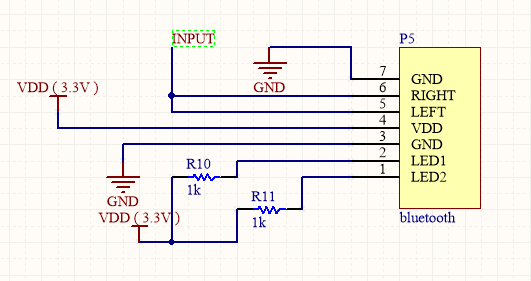 INPUT
P5
7 GND
GND
6 RIGHT
VDD ( 3.3V )
5 LEFT
4 VDD
3 GND
R10
2 LED1
1k
R11
1 LED2
GND
VDD ( 3.3V )
1k
bluetooth